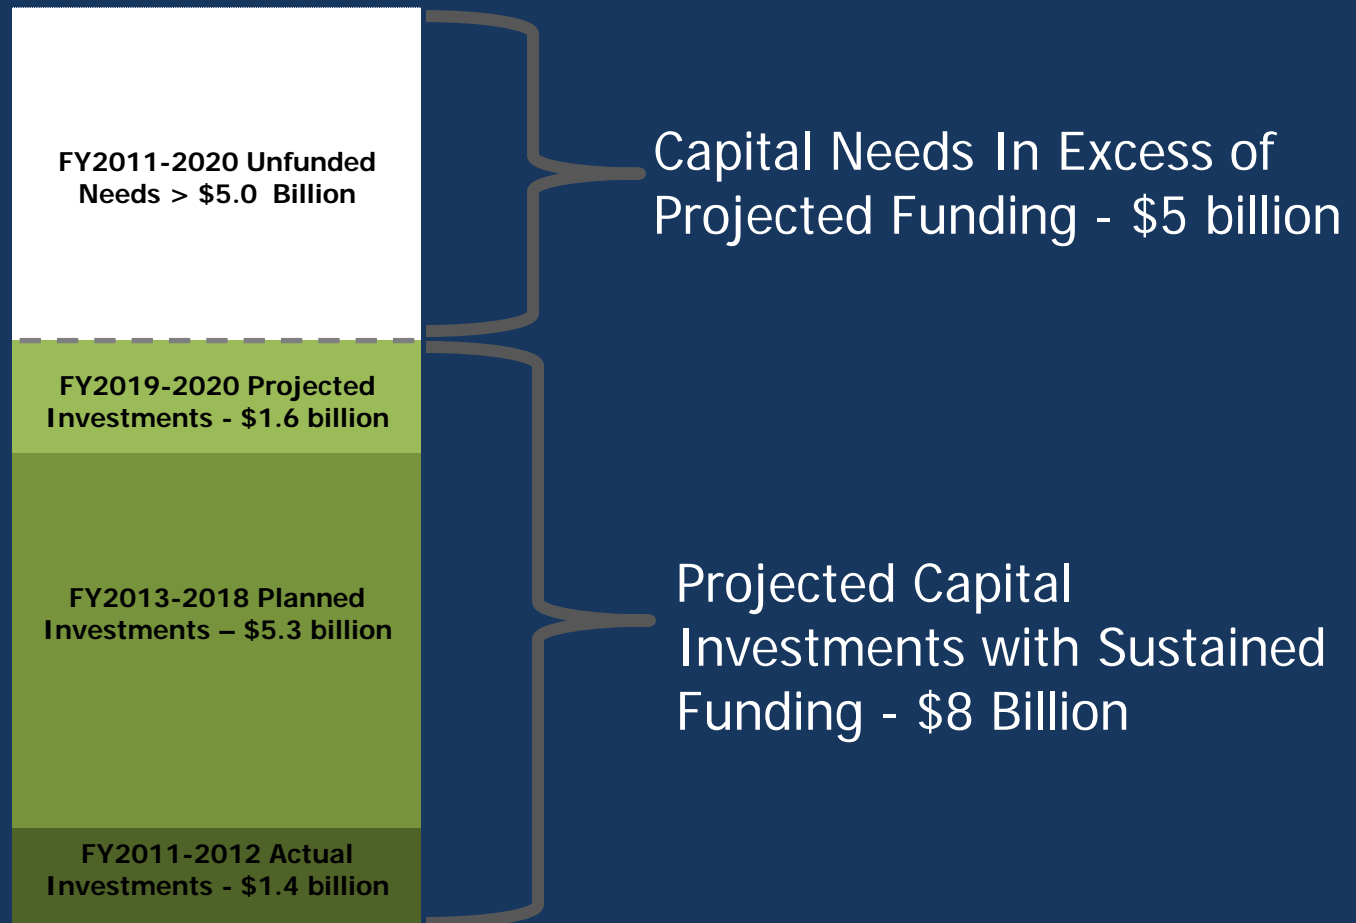 FY2011-2020 Unfunded
Needs > $5.0 Billion
Capital Needs In Excess of
Projected Funding - $5 billion
FY2019-2020 Projected
Investments - $1.6 billion
FY2013-2018 Planned
Investments – $5.3 billion
Projected Capital
Investments with Sustained
Funding - $8 Billion
FY2011-2012 Actual
Investments - $1.4 billion